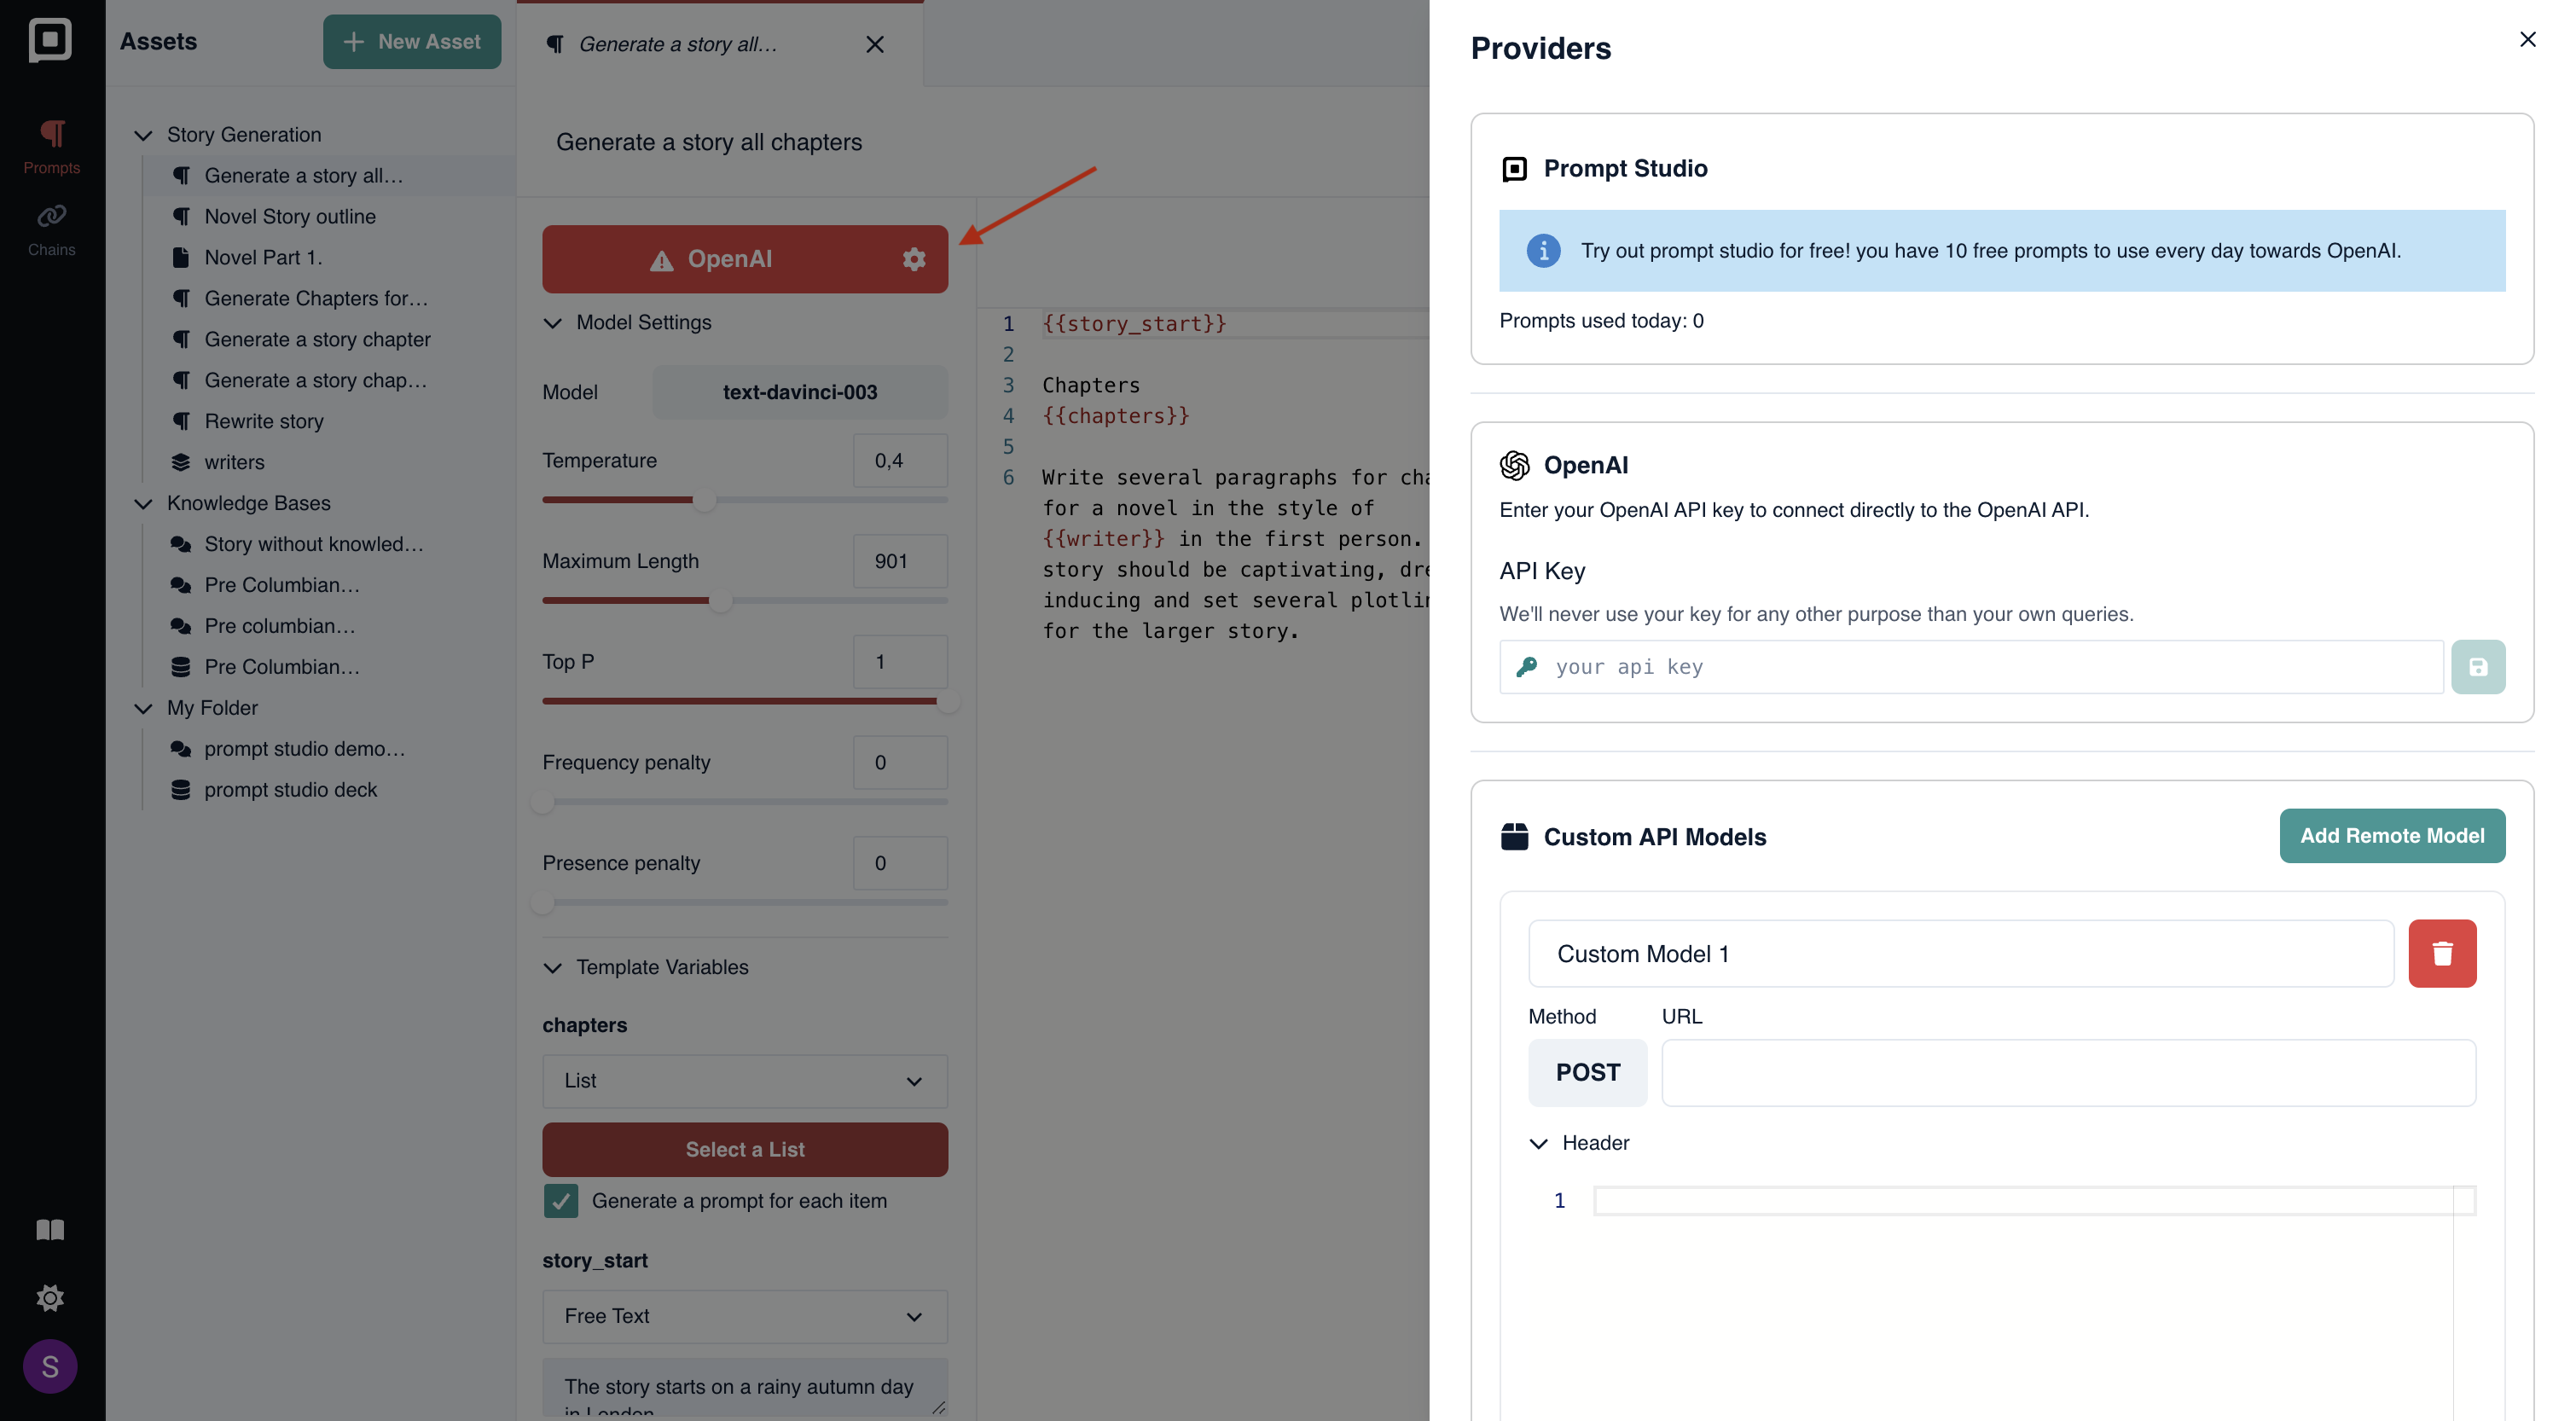 Prompts
Chains
S
Assets
New Asset
Story Generation
Generate a story all...
Novel Story outline
Novel Part 1.
Generate Chapters for...
Generate a story chapter
Generate a story chap...
Rewrite story
writers
Knowledge Bases
Story without knowled...
Pre Columbian...
Pre columbian...
Pre Columbian...
My Folder
prompt studio demo...
prompt studio deck
Generate a story all...
Generate a story all chapters
OpenAI
Model Settings
Model text-davinci-003
Temperature 0,4
Maximum Length 901
Top P 1
Frequency penalty 0
Presence penalty 0
Template Variables
chapters
List
Select a List
Generate a prompt for each item
story_start
Free Text
The story starts on a rainy autumn day
in London
1 {{story_start}}
2
3 Chapters
4 {{chapters}}
5
6 Write several paragraphs for cha
for a novel in the style of
{{writer}} in the first person.
story should be captivating, dre
inducing and set several plotlin
for the larger story.
Providers
Prompt Studio
Try out prompt studio for free! you have 10 free prompts to use every day towards OpenAI.
Prompts used today: 0
OpenAI
Enter your OpenAI API key to connect directly to the OpenAI API.
API Key
We'll never use your key for any other purpose than your own queries.
your api key
Custom API Models
Add Remote Model
Custom Model 1
Method URL
POST
Header
1